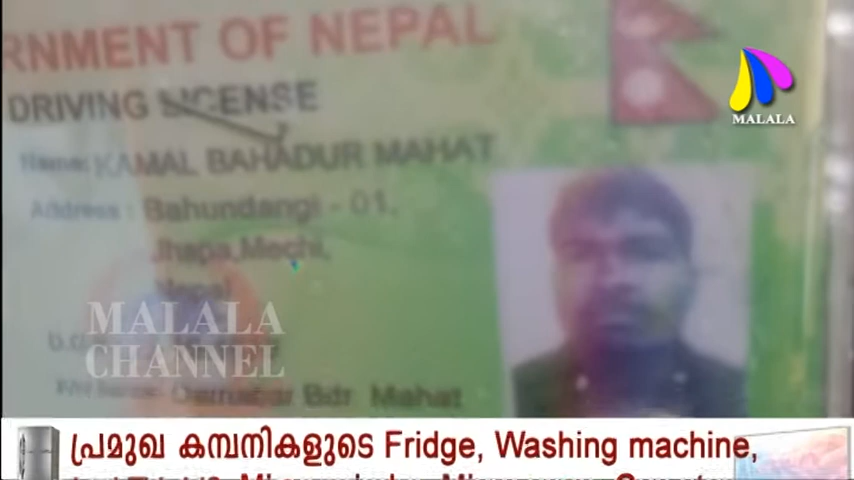 RNMENT OF NEPAL
DRIVING LICENSE
MALALA
Name: KAMAL BAHADUR MAHAT
Address : Bahundangi - 01,
Jhapa,Mechi,
Nepal
MALALA
CHANNEL
Bdr Mahat
പ്രമുഖ കമ്പനികളുടെ Fridge, Washing machine,